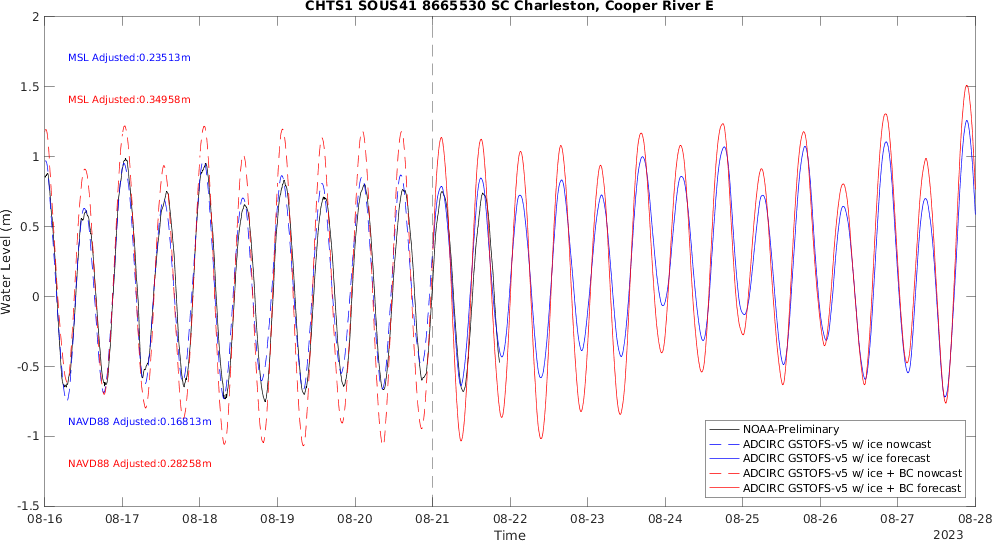 CHTS1 SOUS41 8665530 SC Charleston, Cooper River E
2
1.5
1
0.5
0
-0.5
-1
-1.5
Water Level (m)
MSL Adjusted:0.23513m
MSL Adjusted:0.34958m
NAVD88 Adjusted:0.16813m
NAVD88 Adjusted:0.28258m
NOAA-Preliminary
ADCIRC GSTOFS-v5 w/ ice nowcast
ADCIRC GSTOFS-v5 w/ ice forecast
ADCIRC GSTOFS-v5 w/ ice + BC nowcast
ADCIRC GSTOFS-v5 w/ ice + BC forecast
08-16 08-17 08-18 08-19 08-20 08-21 08-22 08-23 08-24 08-25 08-26 08-27 08-28
Time
2023